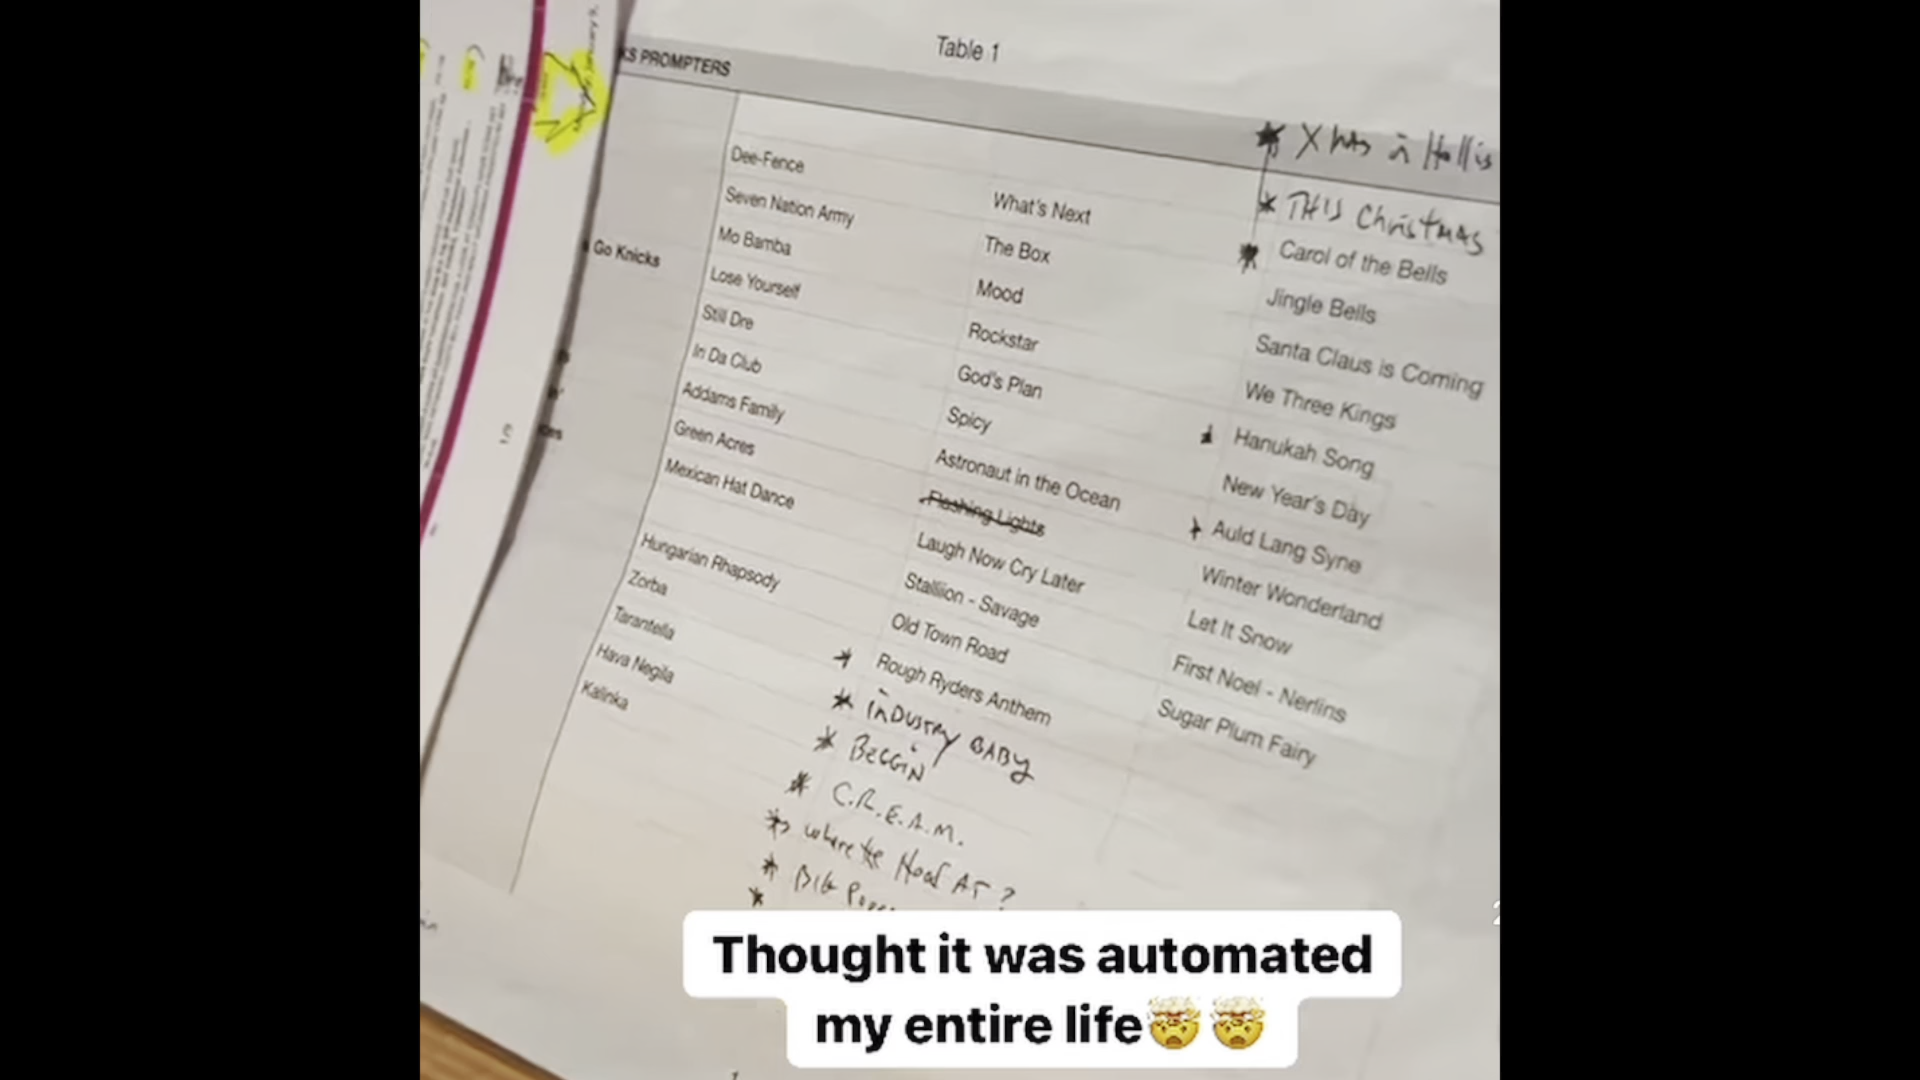 Table 1
KS PROMPTERS
Go Knicks
Dee-Fence
Seven Nation Army
Mo Bamba
Lose Yourself
Still Dre
In Da Club
Addams Family
Green Acres
Mexican Hat Dance
Hungarian Rhapsody
Zorba
Tarantella
Hava Negila
Kalinka
What's Next
The Box
Mood
Rockstar
God's Plan
Spicy
Astronaut in the Ocean
Flashing Lights
Laugh Now Cry Later
Stalliion - Savage
Old Town Road
Rough Ryders Anthem
INDUSTRY BABY
BEGGIN
C.R.E.A.M.
where the Hood AT?
BIG
Xmas in Hollis
THIS Christmas
Carol of the Bells
Jingle Bells
Santa Claus is Coming
We Three Kings
Hanukah Song
New Year's Day
Auld Lang Syne
Winter Wonderland
Let It Snow
First Noel - Nerlins
Sugar Plum Fairy
Thought it was automated
my entire life🤯🤯